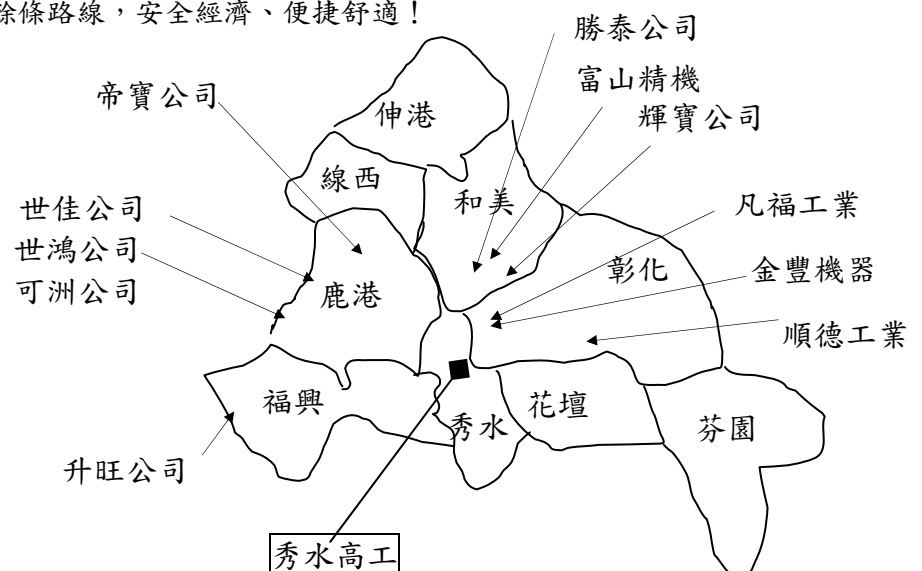 條路線，安全經濟、便捷舒適！
勝泰公司
富山精機
帝寶公司
輝寶公司
伸港
線西
和美
世佳公司
凡福工業
世鴻公司
彰化
金豐機器
可洲公司
鹿港
順德工業
福興
花壇
秀水
芬園
升旺公司
秀水高工